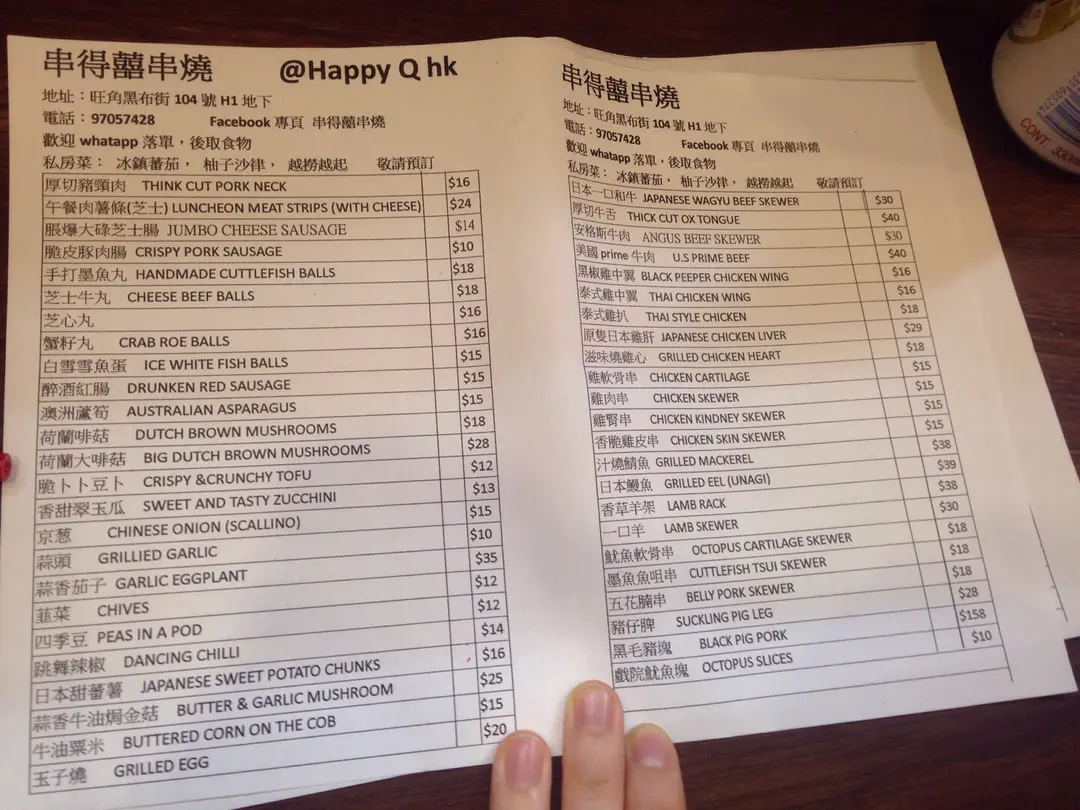 串得囍串燒 @Happy Q hk
地址：旺角黑布街 104 號 H1 地下
電話：97057428 Facebook 專頁 串得囍串燒
歡迎 whatapp 落單，後取食物
私房菜： 冰鎮蕃茄， 柚子沙律， 越撈越起 敬請預訂
厚切豬頸肉 THINK CUT PORK NECK $16
午餐肉薯條(芝士) LUNCHEON MEAT STRIPS (WITH CHEESE) $24
脹爆大碌芝士腸 JUMBO CHEESE SAUSAGE $14
脆皮豚肉腸 CRISPY PORK SAUSAGE $10
手打墨魚丸 HANDMADE CUTTLEFISH BALLS $18
芝士牛丸 CHEESE BEEF BALLS $18
芝心丸 $16
蟹籽丸 CRAB ROE BALLS $16
白雪雪魚蛋 ICE WHITE FISH BALLS $15
醉酒紅腸 DRUNKEN RED SAUSAGE $15
澳洲蘆筍 AUSTRALIAN ASPARAGUS $15
荷蘭啡菇 DUTCH BROWN MUSHROOMS $18
荷蘭大啡菇 BIG DUTCH BROWN MUSHROOMS $28
脆卜卜豆卜 CRISPY &CRUNCHY TOFU $12
香甜翠玉瓜 SWEET AND TASTY ZUCCHINI $13
京葱 CHINESE ONION (SCALLINO) $15
蒜頭 GRILLIED GARLIC $10
蒜香茄子 GARLIC EGGPLANT $35
韮菜 CHIVES $12
四季豆 PEAS IN A POD $12
跳舞辣椒 DANCING CHILLI $14
日本甜蕃薯 JAPANESE SWEET POTATO CHUNKS $16
蒜香牛油焗金菇 BUTTER & GARLIC MUSHROOM $25
牛油粟米 BUTTERED CORN ON THE COB $15
玉子燒 GRILLED EGG $20
串得囍串燒
地址：旺角黑布街 104 號 H1 地下
電話：97057428 Facebook 專頁 串得囍串燒
歡迎 whatapp 落單，後取食物
私房菜： 冰鎮蕃茄， 柚子沙律， 越撈越起 敬請預訂
日本一口和牛 JAPANESE WAGYU BEEF SKEWER $30
厚切牛舌 THICK CUT OX TONGUE $40
安格斯牛肉 ANGUS BEEF SKEWER $30
美國 prime 牛肉 U.S PRIME BEEF $40
黑椒雞中翼 BLACK PEEPER CHICKEN WING $16
泰式雞中翼 THAI CHICKEN WING $16
泰式雞扒 THAI STYLE CHICKEN $18
原隻日本雞肝 JAPANESE CHICKEN LIVER $29
滋味燒雞心 GRILLED CHICKEN HEART $18
雞軟骨串 CHICKEN CARTILAGE $15
雞肉串 CHICKEN SKEWER $15
雞腎串 CHICKEN KINDNEY SKEWER $15
香脆雞皮串 CHICKEN SKIN SKEWER $15
汁燒鯖魚 GRILLED MACKEREL $38
日本鰻魚 GRILLED EEL (UNAGI) $39
香草羊架 LAMB RACK $38
一口羊 LAMB SKEWER $30
魷魚軟骨串 OCTOPUS CARTILAGE SKEWER $18
墨魚魚咀串 CUTTLEFISH TSUI SKEWER $18
五花腩串 BELLY PORK SKEWER $18
豬仔脾 SUCKLING PIG LEG $28
黑毛豬塊 BLACK PIG PORK $158
戲院魷魚塊 OCTOPUS SLICES $10
CONT. 330ml